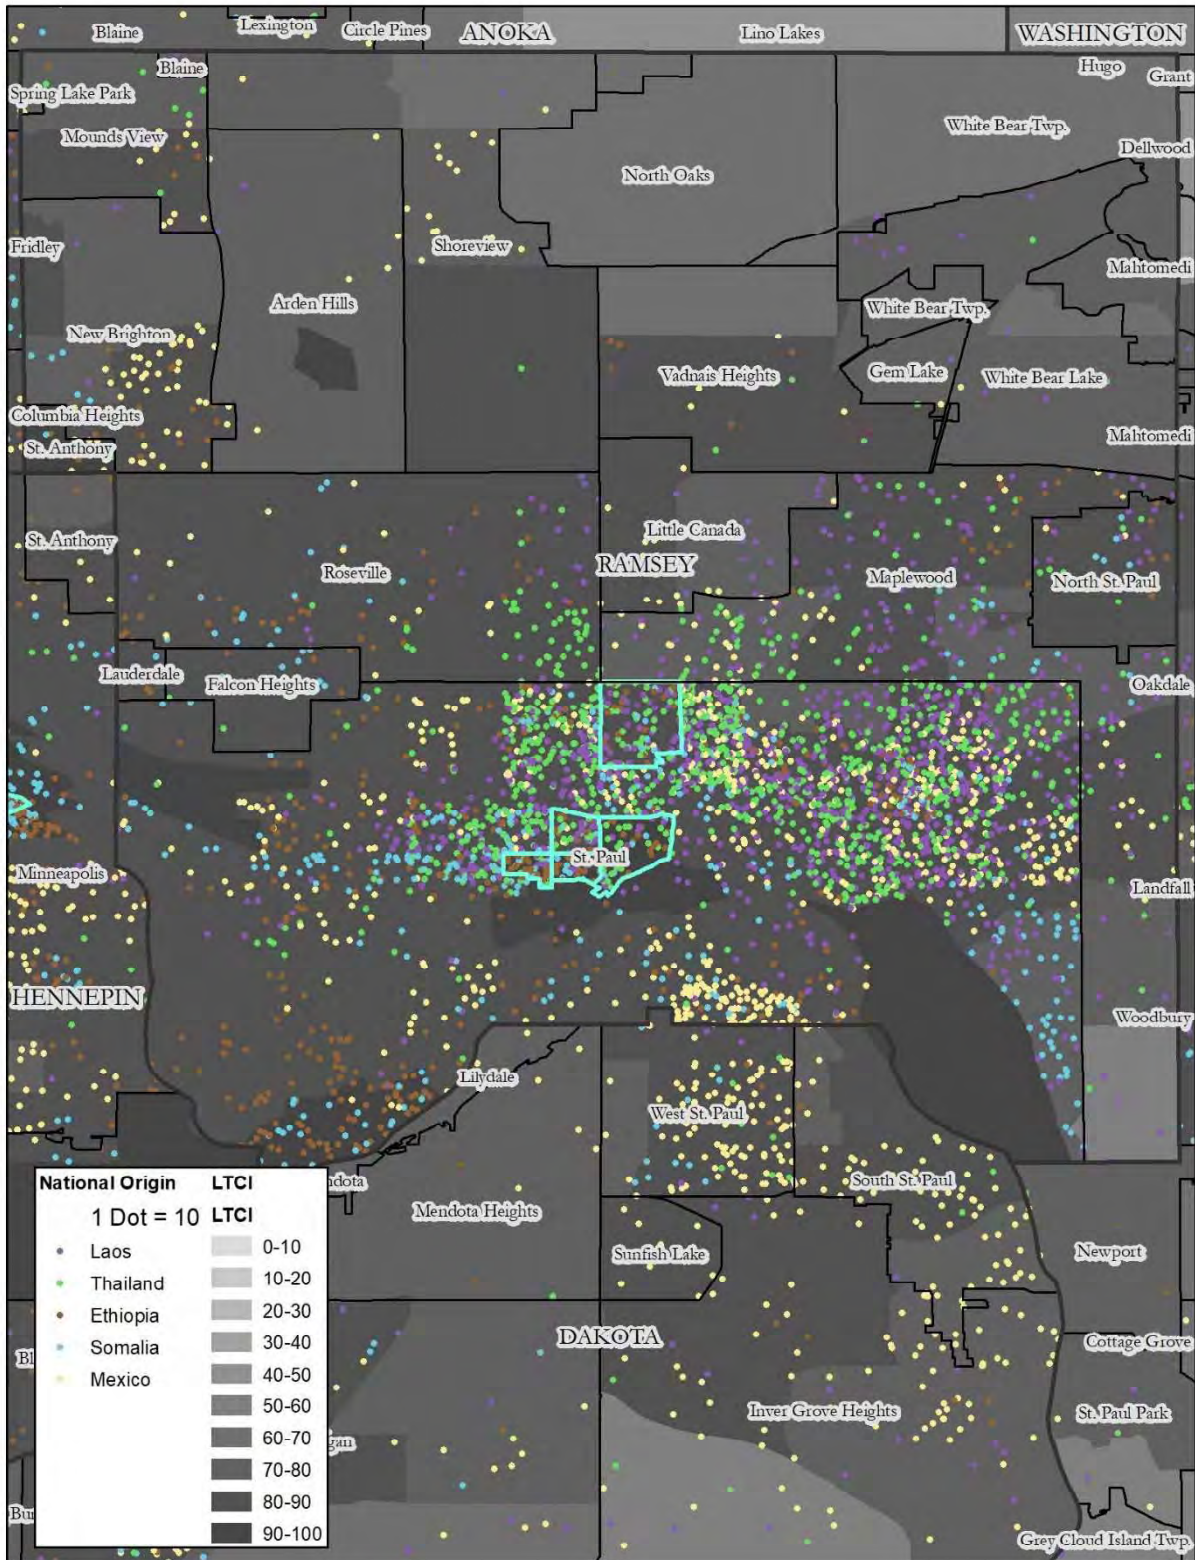 Blaine
Lexington
Circle Pines
ANOKA
Lino Lakes
WASHINGTON
Blaine
Hugo
Grant
Spring Lake Park
Mounds View
White Bear Twp.
Dellwood
North Oaks
Fridley
Shoreview
Mahtomedi
Arden Hills
White Bear Twp.
New Brighton
Vadnais Heights
Gem Lake
White Bear Lake
Columbia Heights
St. Anthony
Mahtomedi
St. Anthony
Little Canada
RAMSEY
Roseville
Maplewood
North St. Paul
Lauderdale
Falcon Heights
Oakdale
St. Paul
Minneapolis
Landfall
HENNEPIN
Woodbury
Lilydale
West St. Paul
South St. Paul
ndota
Mendota Heights
Sunfish Lake
Newport
DAKOTA
Cottage Grove
Bl
Inver Grove Heights
St. Paul Park
gan
Bu
Grey Cloud Island Twp.
National Origin LTCI
1 Dot = 10 LTCI
Laos 0-10
Thailand 10-20
Ethiopia 20-30
Somalia 30-40
Mexico 40-50
50-60
60-70
70-80
80-90
90-100